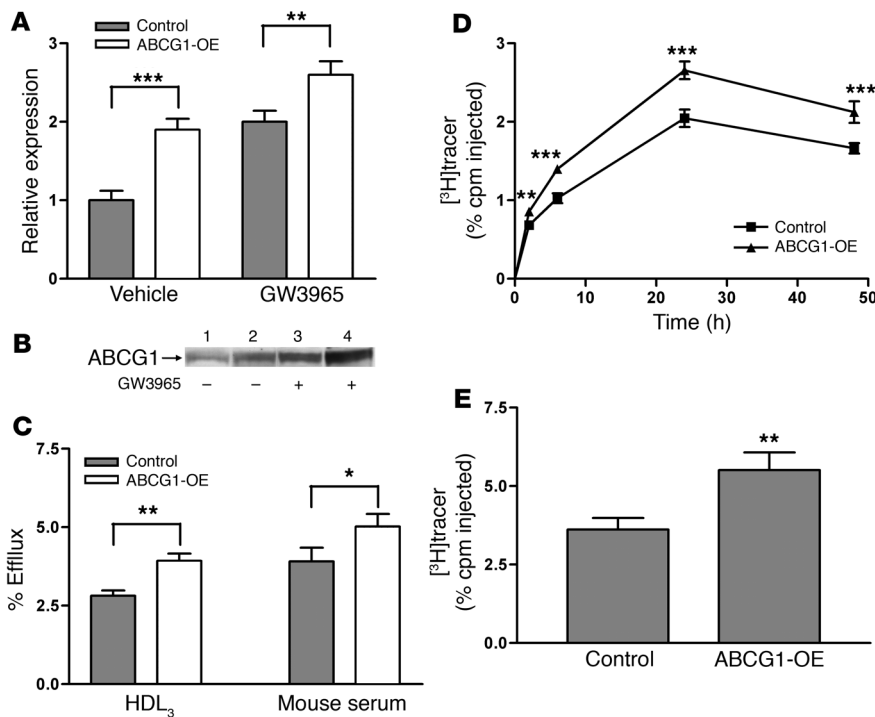 A
Control
ABCG1-OE
***
**
Relative expression
3
2
1
0
Vehicle
GW3965
B
1 2 3 4
ABCG1→
GW3965 – – + +
C
Control
ABCG1-OE
**
*
% Effllux
7.5
5.0
2.5
0.0
HDL₃
Mouse serum
D
[³H]tracer
(% cpm injected)
3
2
1
0
**
***
***
***
Control
ABCG1-OE
0 10 20 30 40 50
Time (h)
E
[³H]tracer
(% cpm injected)
7.5
5.0
2.5
0.0
**
Control
ABCG1-OE